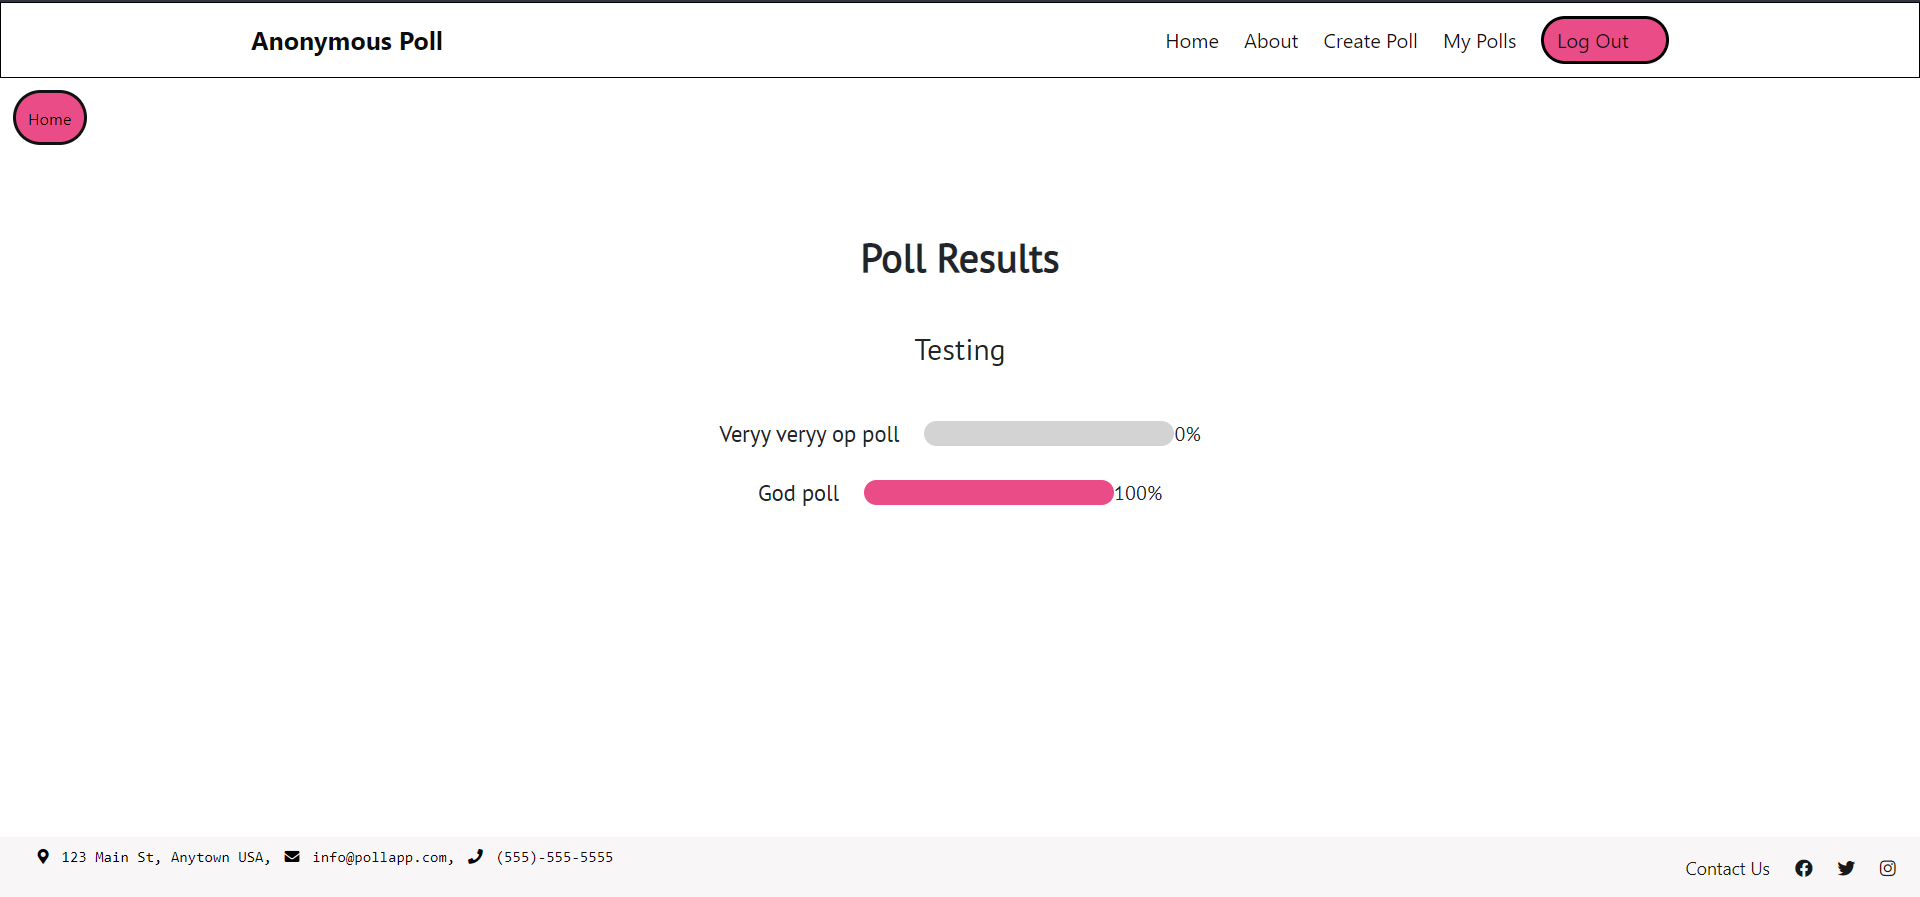 Anonymous Poll Home About Create Poll My Polls Log Out
Home
Poll Results
Testing
Veryy veryy op poll 0%
God poll 100%
123 Main St, Anytown USA, info@pollapp.com, (555)-555-5555
Contact Us